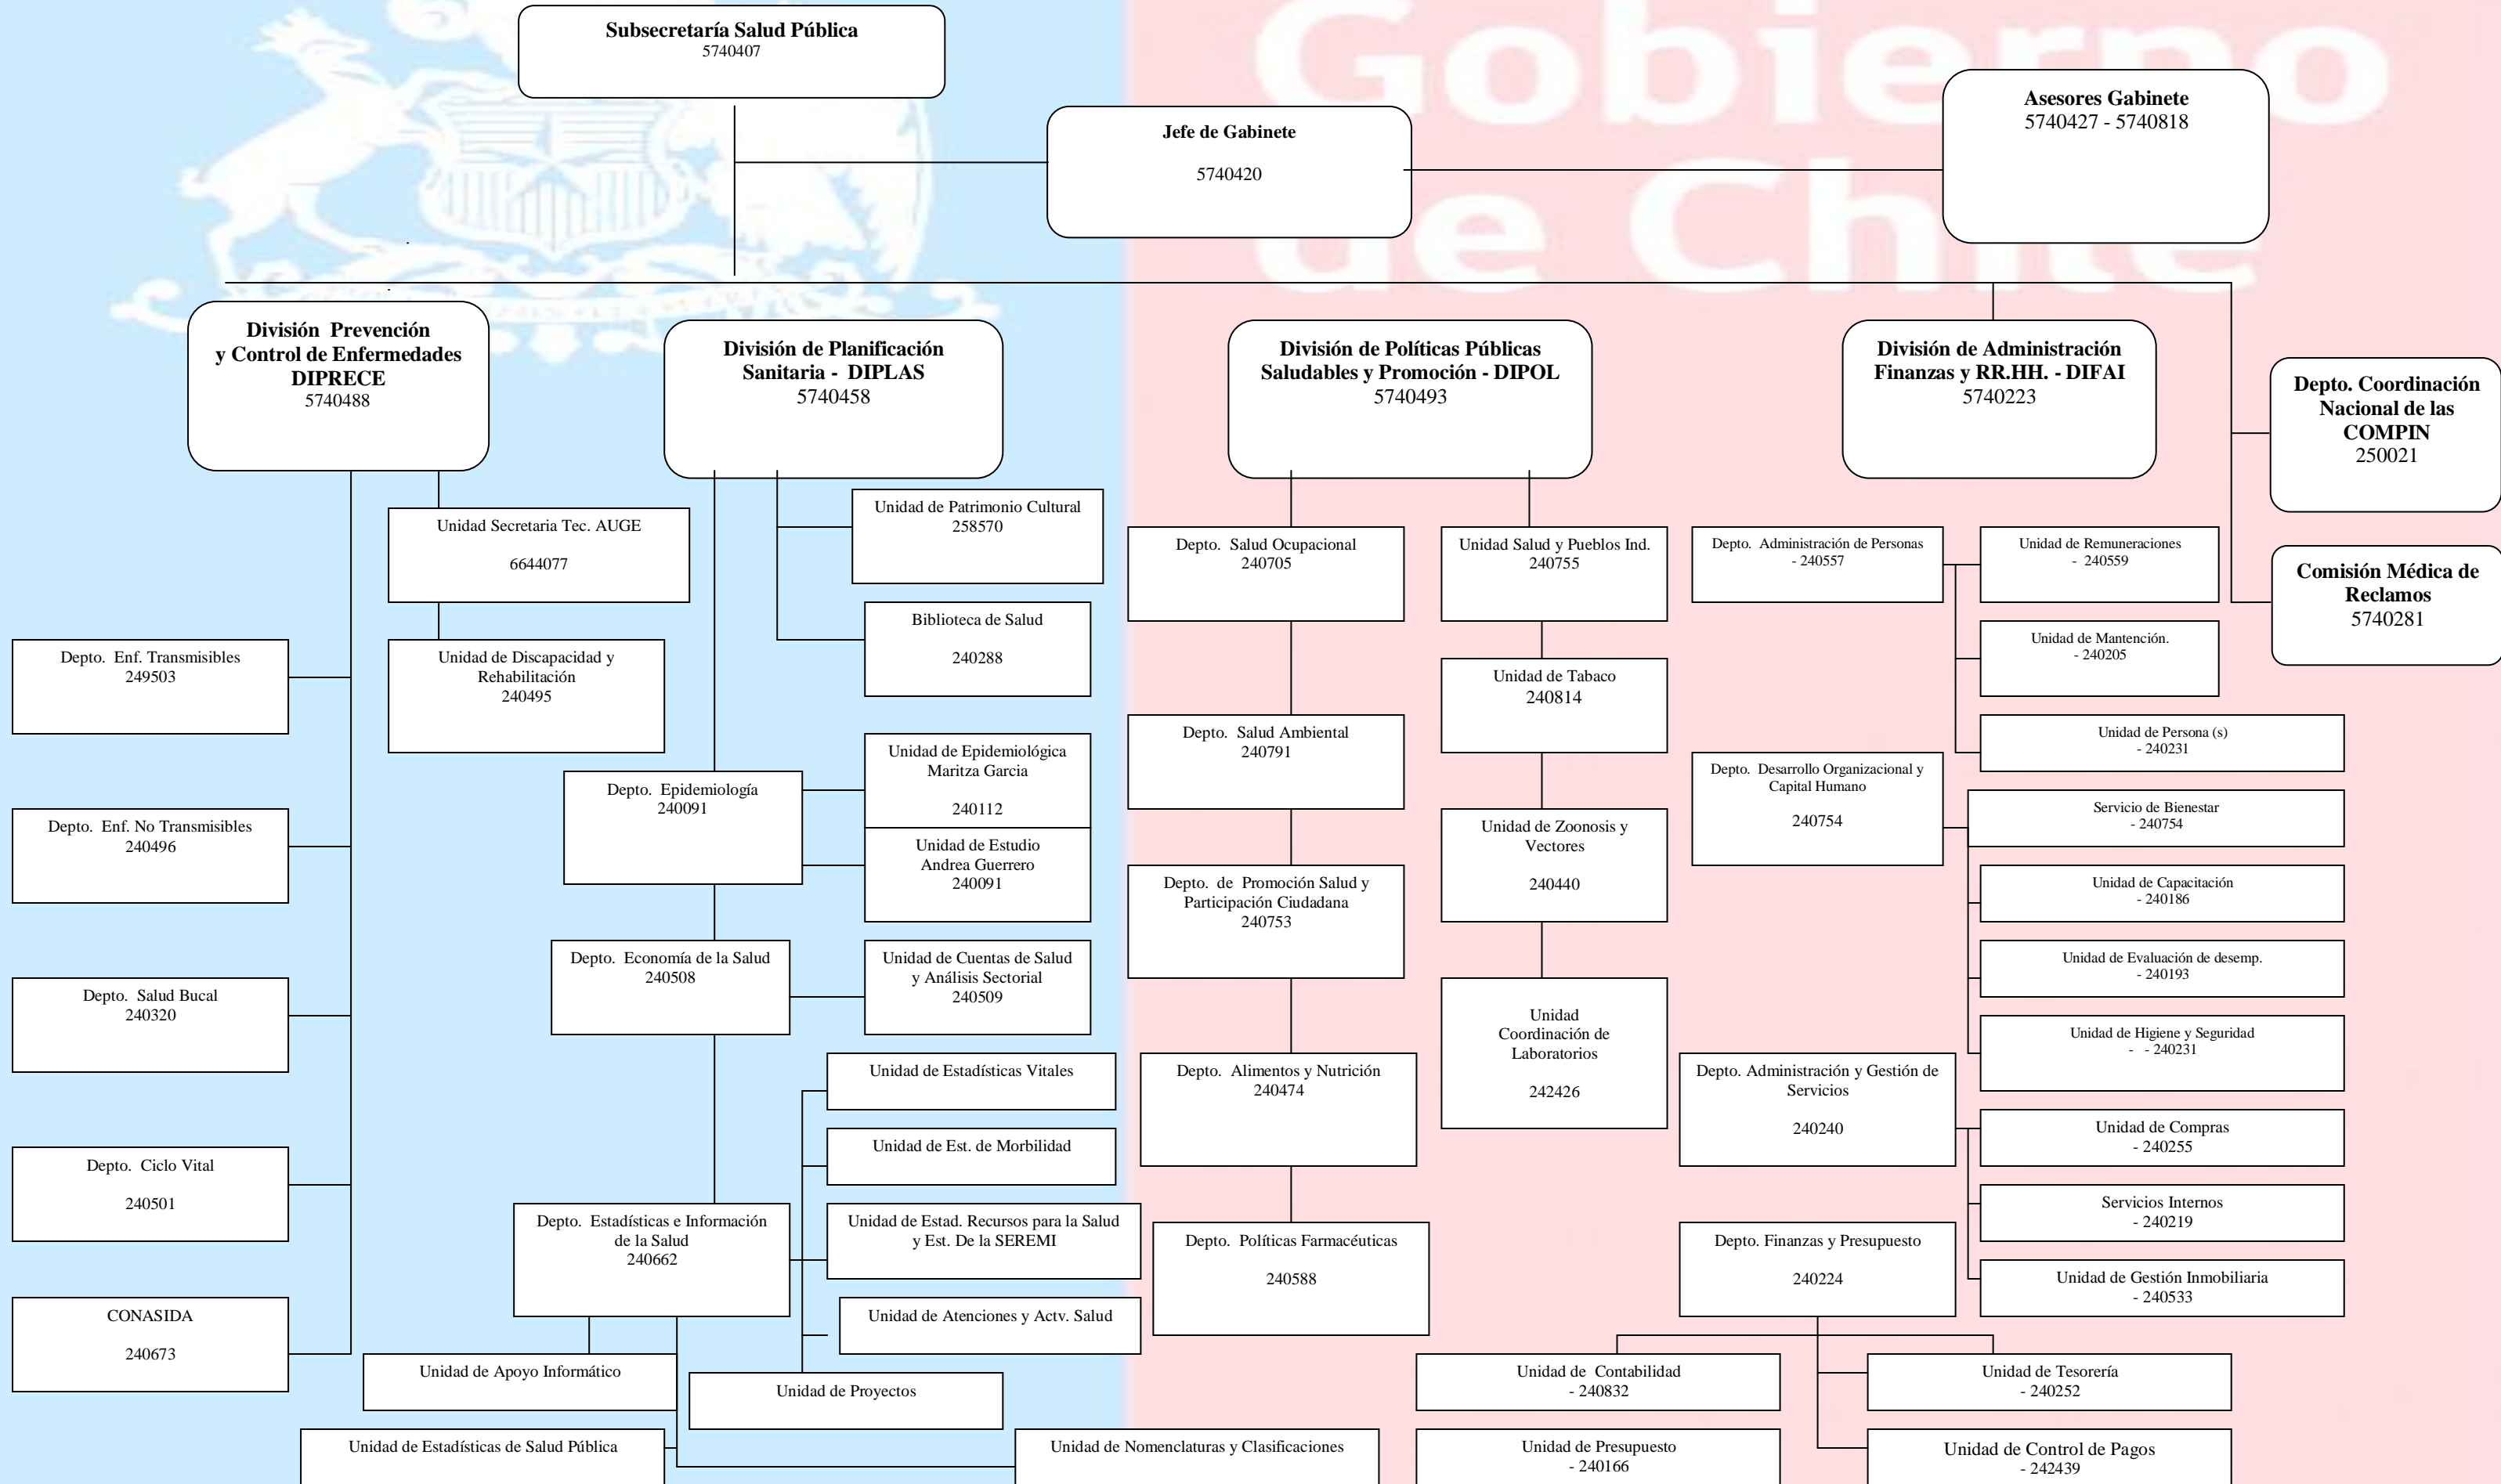 Gobierno
de Chile
Subsecretaría Salud Pública
5740407
Jefe de Gabinete
5740420
Asesores Gabinete
5740427 - 5740818
División Prevención
y Control de Enfermedades
DIPRECE
5740488
División de Planificación
Sanitaria - DIPLAS
5740458
División de Políticas Públicas
Saludables y Promoción - DIPOL
5740493
División de Administración
Finanzas y RR.HH. - DIFAI
5740223
Depto. Coordinación
Nacional de las
COMPIN
250021
Comisión Médica de
Reclamos
5740281
Unidad Secretaria Tec. AUGE
6644077
Unidad de Discapacidad y
Rehabilitación
240495
Depto. Enf. Transmisibles
249503
Depto. Enf. No Transmisibles
240496
Depto. Salud Bucal
240320
Depto. Ciclo Vital
240501
CONASIDA
240673
Unidad de Patrimonio Cultural
258570
Biblioteca de Salud
240288
Depto. Epidemiología
240091
Unidad de Epidemiológica
Maritza Garcia
240112
Unidad de Estudio
Andrea Guerrero
240091
Depto. Economía de la Salud
240508
Unidad de Cuentas de Salud
y Análisis Sectorial
240509
Depto. Estadísticas e Información
de la Salud
240662
Unidad de Estadísticas Vitales
Unidad de Est. de Morbilidad
Unidad de Estad. Recursos para la Salud
y Est. De la SEREMI
Unidad de Atenciones y Actv. Salud
Unidad de Proyectos
Unidad de Apoyo Informático
Unidad de Estadísticas de Salud Pública
Unidad de Nomenclaturas y Clasificaciones
Depto. Salud Ocupacional
240705
Depto. Salud Ambiental
240791
Depto. de Promoción Salud y
Participación Ciudadana
240753
Depto. Alimentos y Nutrición
240474
Depto. Políticas Farmacéuticas
240588
Unidad Salud y Pueblos Ind.
240755
Unidad de Tabaco
240814
Unidad de Zoonosis y
Vectores
240440
Unidad
Coordinación de
Laboratorios
242426
Depto. Administración de Personas
- 240557
Unidad de Remuneraciones
- 240559
Unidad de Mantención.
- 240205
Unidad de Persona (s)
- 240231
Depto. Desarrollo Organizacional y
Capital Humano
240754
Servicio de Bienestar
- 240754
Unidad de Capacitación
- 240186
Unidad de Evaluación de desemp.
- 240193
Unidad de Higiene y Seguridad
- - 240231
Depto. Administración y Gestión de
Servicios
240240
Unidad de Compras
- 240255
Servicios Internos
- 240219
Unidad de Gestión Inmobiliaria
- 240533
Depto. Finanzas y Presupuesto
240224
Unidad de Contabilidad
- 240832
Unidad de Tesorería
- 240252
Unidad de Presupuesto
- 240166
Unidad de Control de Pagos
- 242439